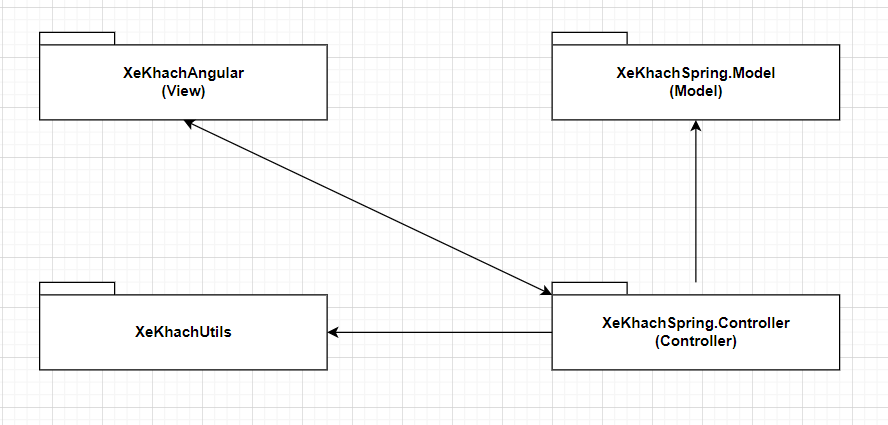 XeKhachAngular
(View)
XeKhachSpring.Model
(Model)
XeKhachUtils
XeKhachSpring.Controller
(Controller)